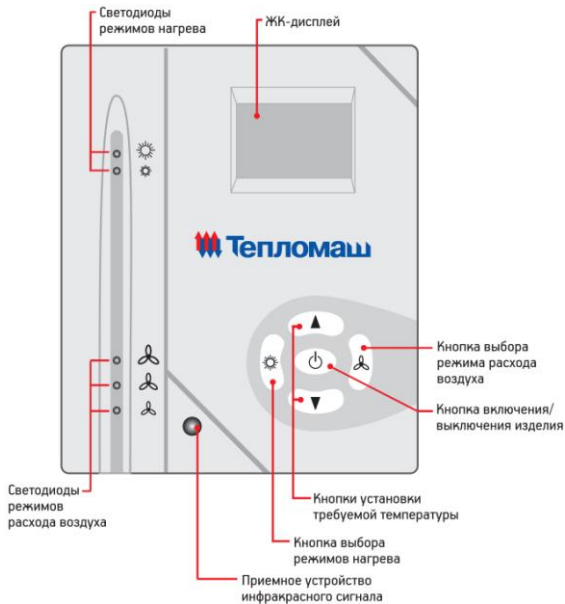 Светодиоды
режимов нагрева
ЖК-дисплей
Тепломаш
Кнопка выбора
режима расхода
воздуха
Кнопка включения/
выключения изделия
Светодиоды
режимов
расхода воздуха
Кнопки установки
требуемой температуры
Кнопка выбора
режимов нагрева
Приемное устройство
инфракрасного сигнала